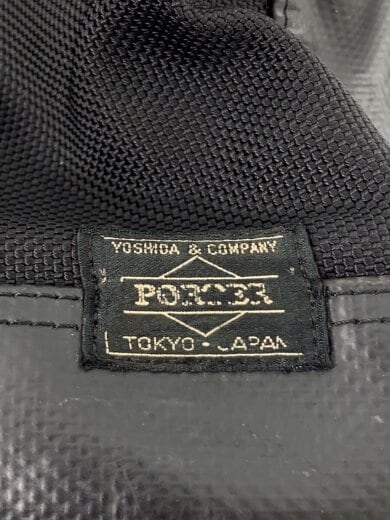 YOSHIDA & COMPANY
PORTER
TOKYO · JAPAN